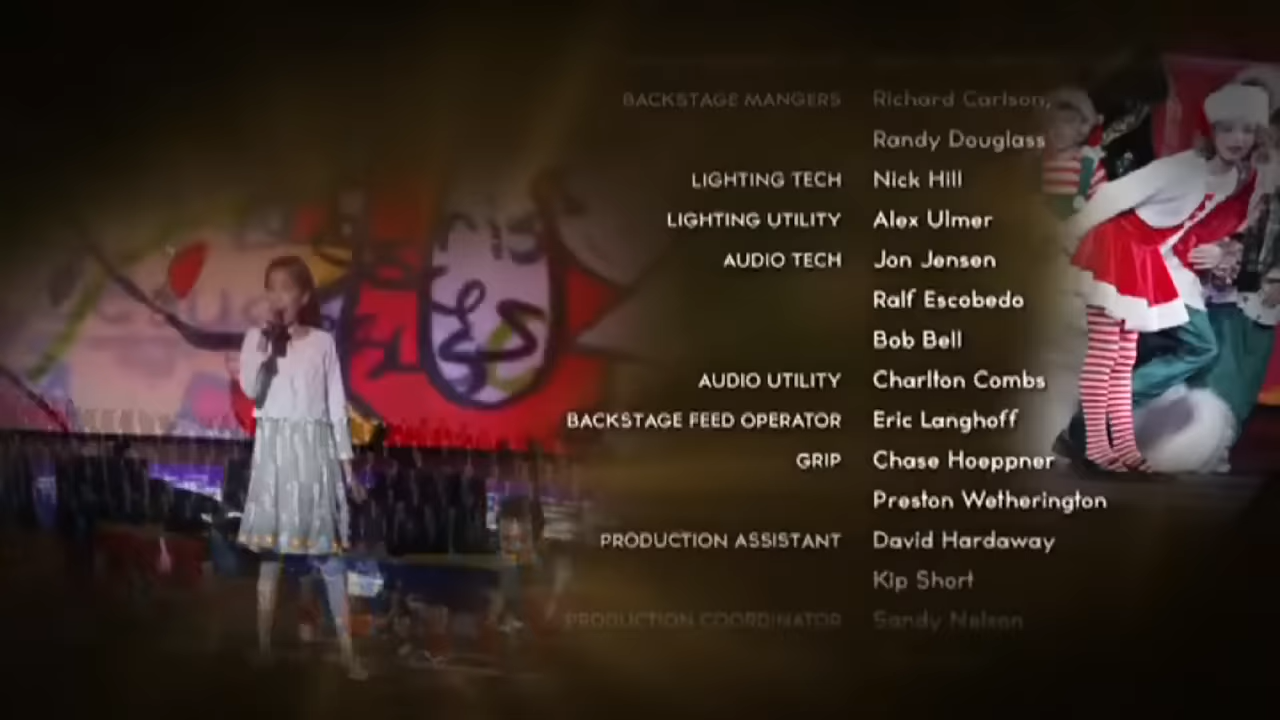 BACKSTAGE MANGERS Richard Carlson,
Randy Douglass
LIGHTING TECH Nick Hill
LIGHTING UTILITY Alex Ulmer
AUDIO TECH Jon Jensen
Ralf Escobedo
Bob Bell
AUDIO UTILITY Charlton Combs
BACKSTAGE FEED OPERATOR Eric Langhoff
GRIP Chase Hoeppner
Preston Wetherington
PRODUCTION ASSISTANT David Hardaway
Kip Short
PRODUCTION COORDINATOR Sandy Nelson